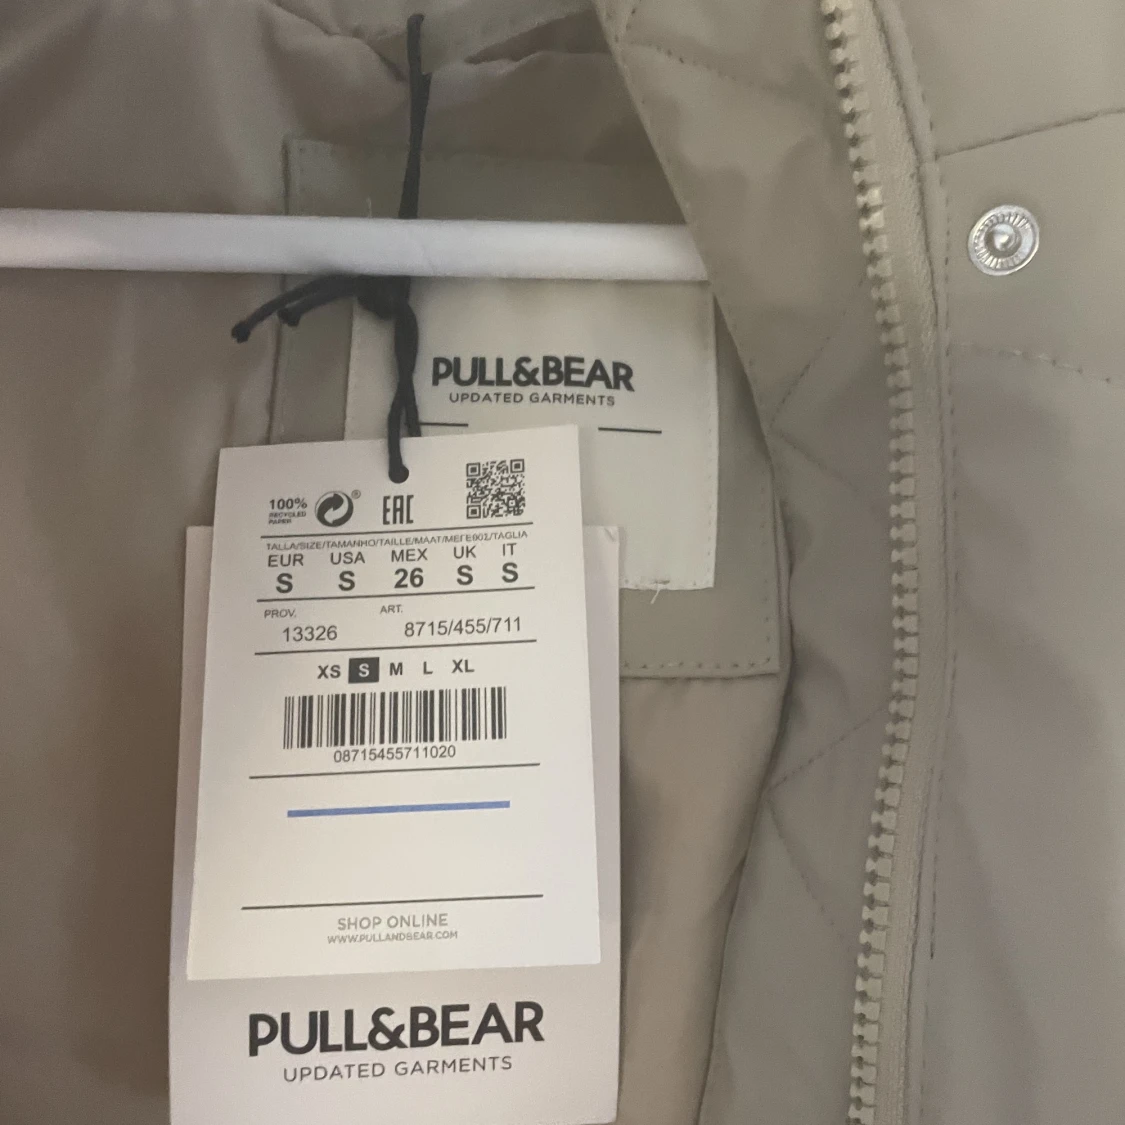 PULL&BEAR
UPDATED GARMENTS
100%
RECYCLED
PAPER
®
EAC
TALLA/SIZE/TAMANHO/TAILLE/MAAT/MEГE001/TAGLIA
EUR USA MEX UK IT
S S 26 S S
PROV. ART.
13326 8715/455/711
XS S M L XL
08715455711020
SHOP ONLINE
WWW.PULLANDBEAR.COM
PULL&BEAR
UPDATED GARMENTS